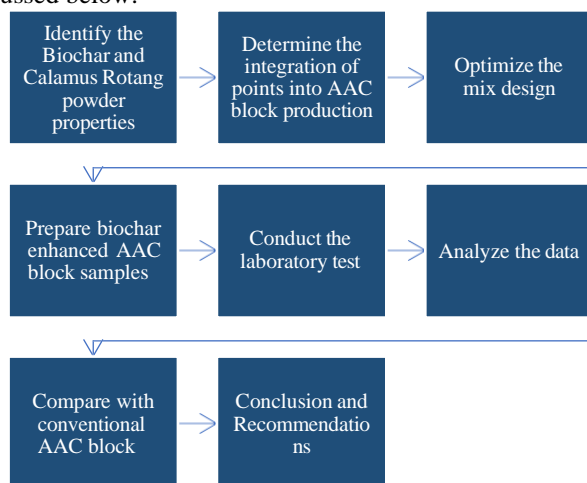 ussed below.
Identify the
Biochar and
Calamus Rotang
powder
properties
Determine the
integration of
points into AAC
block production
Optimize the
mix design
Prepare biochar
enhanced AAC
block samples
Conduct the
laboratory test
Analyze the data
Compare with
conventional
AAC block
Conclusion and
Recommendatio
ns